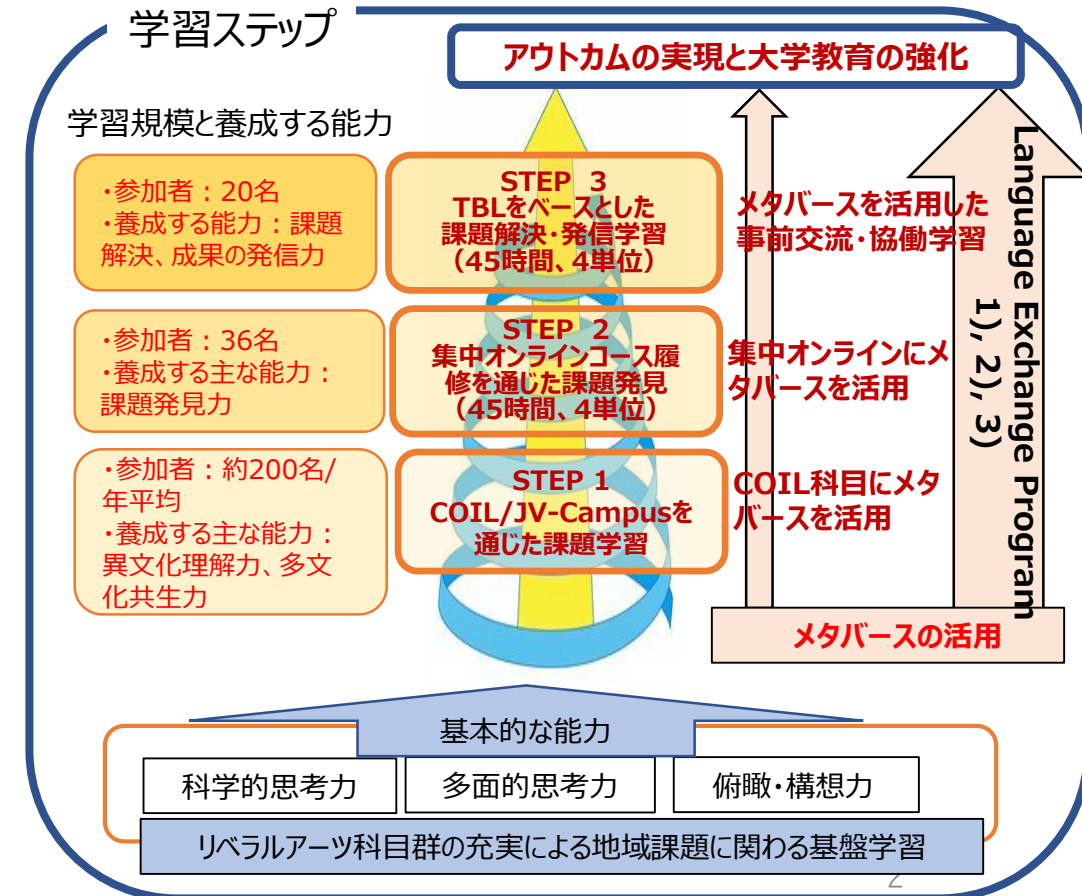 学習ステップ
アウトカムの実現と大学教育の強化
学習規模と養成する能力
・参加者：20名
・養成する能力：課題
解決、成果の発信力
STEP 3
TBLをベースとした
課題解決・発信学習
（45時間、4単位）
メタバースを活用した
事前交流・協働学習
・参加者：36名
・養成する主な能力：
課題発見力
STEP 2
集中オンラインコース履
修を通じた課題発見
（45時間、4単位）
集中オンラインにメ
タバースを活用
・参加者：約200名/
年平均
・養成する主な能力：
異文化理解力、多文
化共生力
STEP 1
COIL/JV-Campusを
通じた課題学習
COIL科目にメタ
バースを活用
Language Exchange Program
1), 2), 3)
メタバースの活用
基本的な能力
科学的思考力
多面的思考力
俯瞰・構想力
リベラルアーツ科目群の充実による地域課題に関わる基盤学習
2